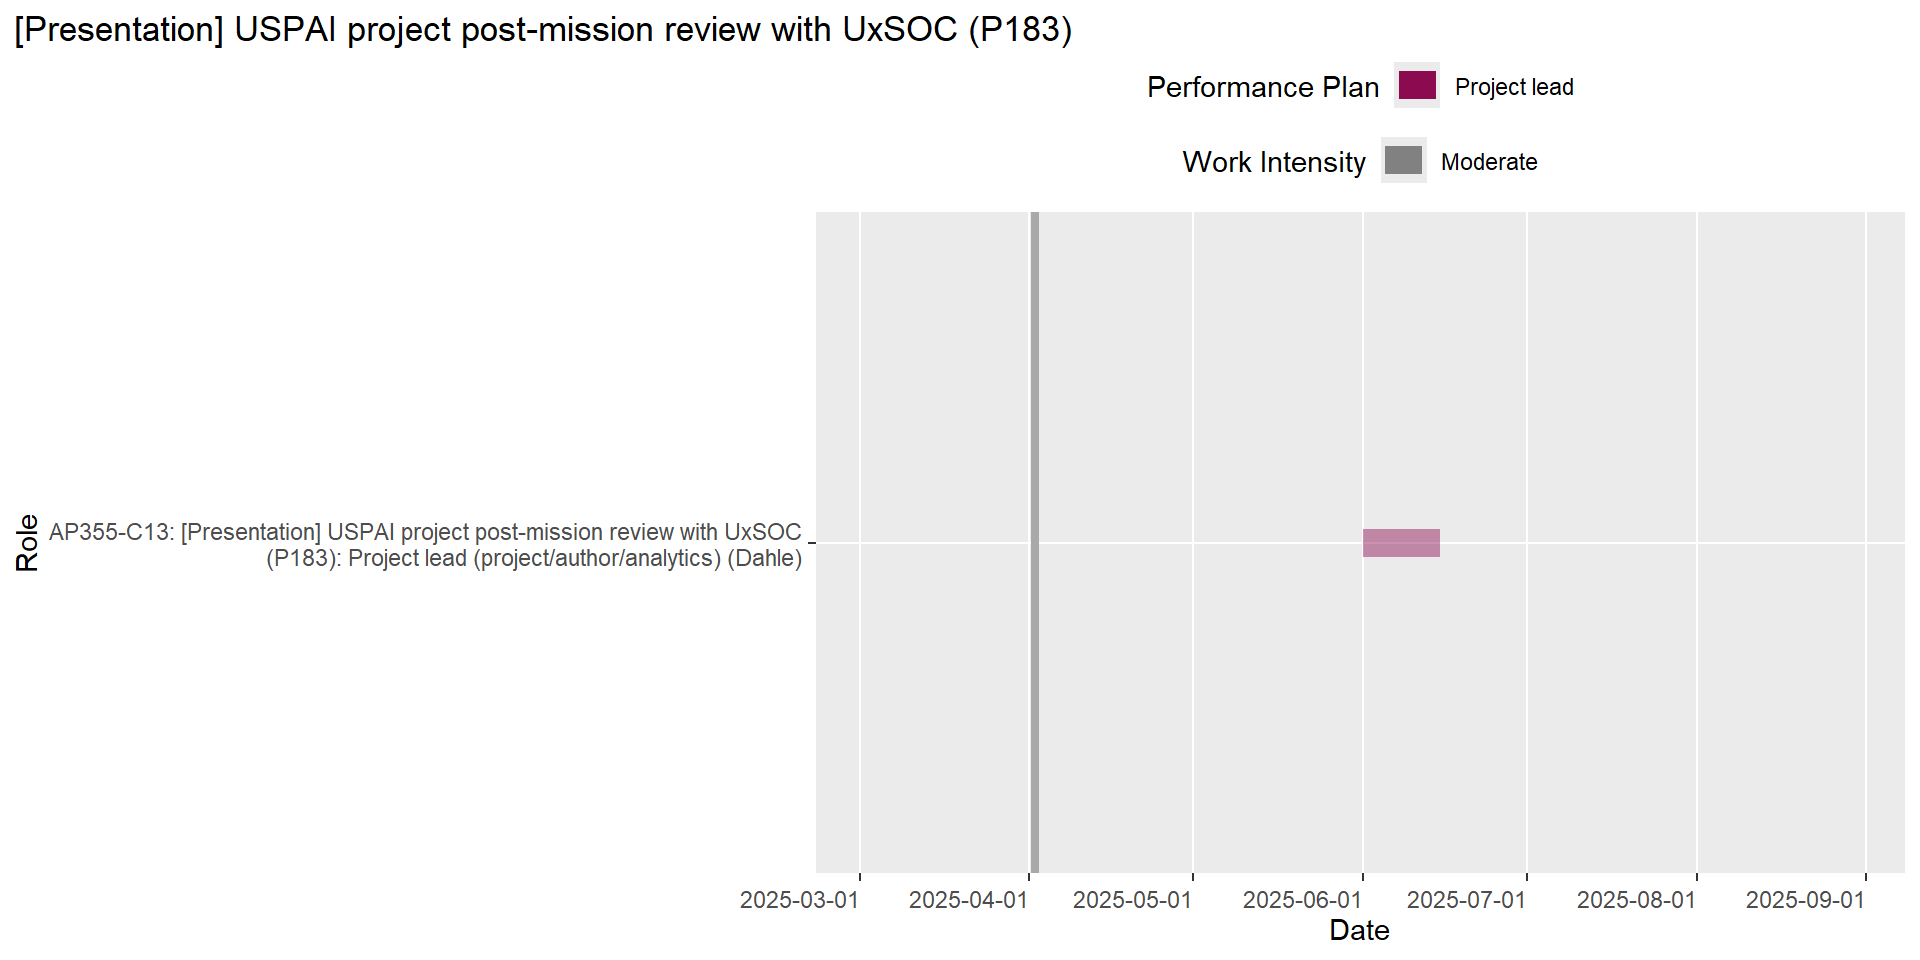 [Presentation] USPAI project post-mission review with UxSOC (P183)
Performance Plan
Project lead
Work Intensity
Moderate
Role
AP355-C13: [Presentation] USPAI project post-mission review with UxSOC
(P183): Project lead (project/author/analytics) (Dahle)
2025-03-01
2025-04-01
2025-05-01
2025-06-01
2025-07-01
2025-08-01
2025-09-01
Date